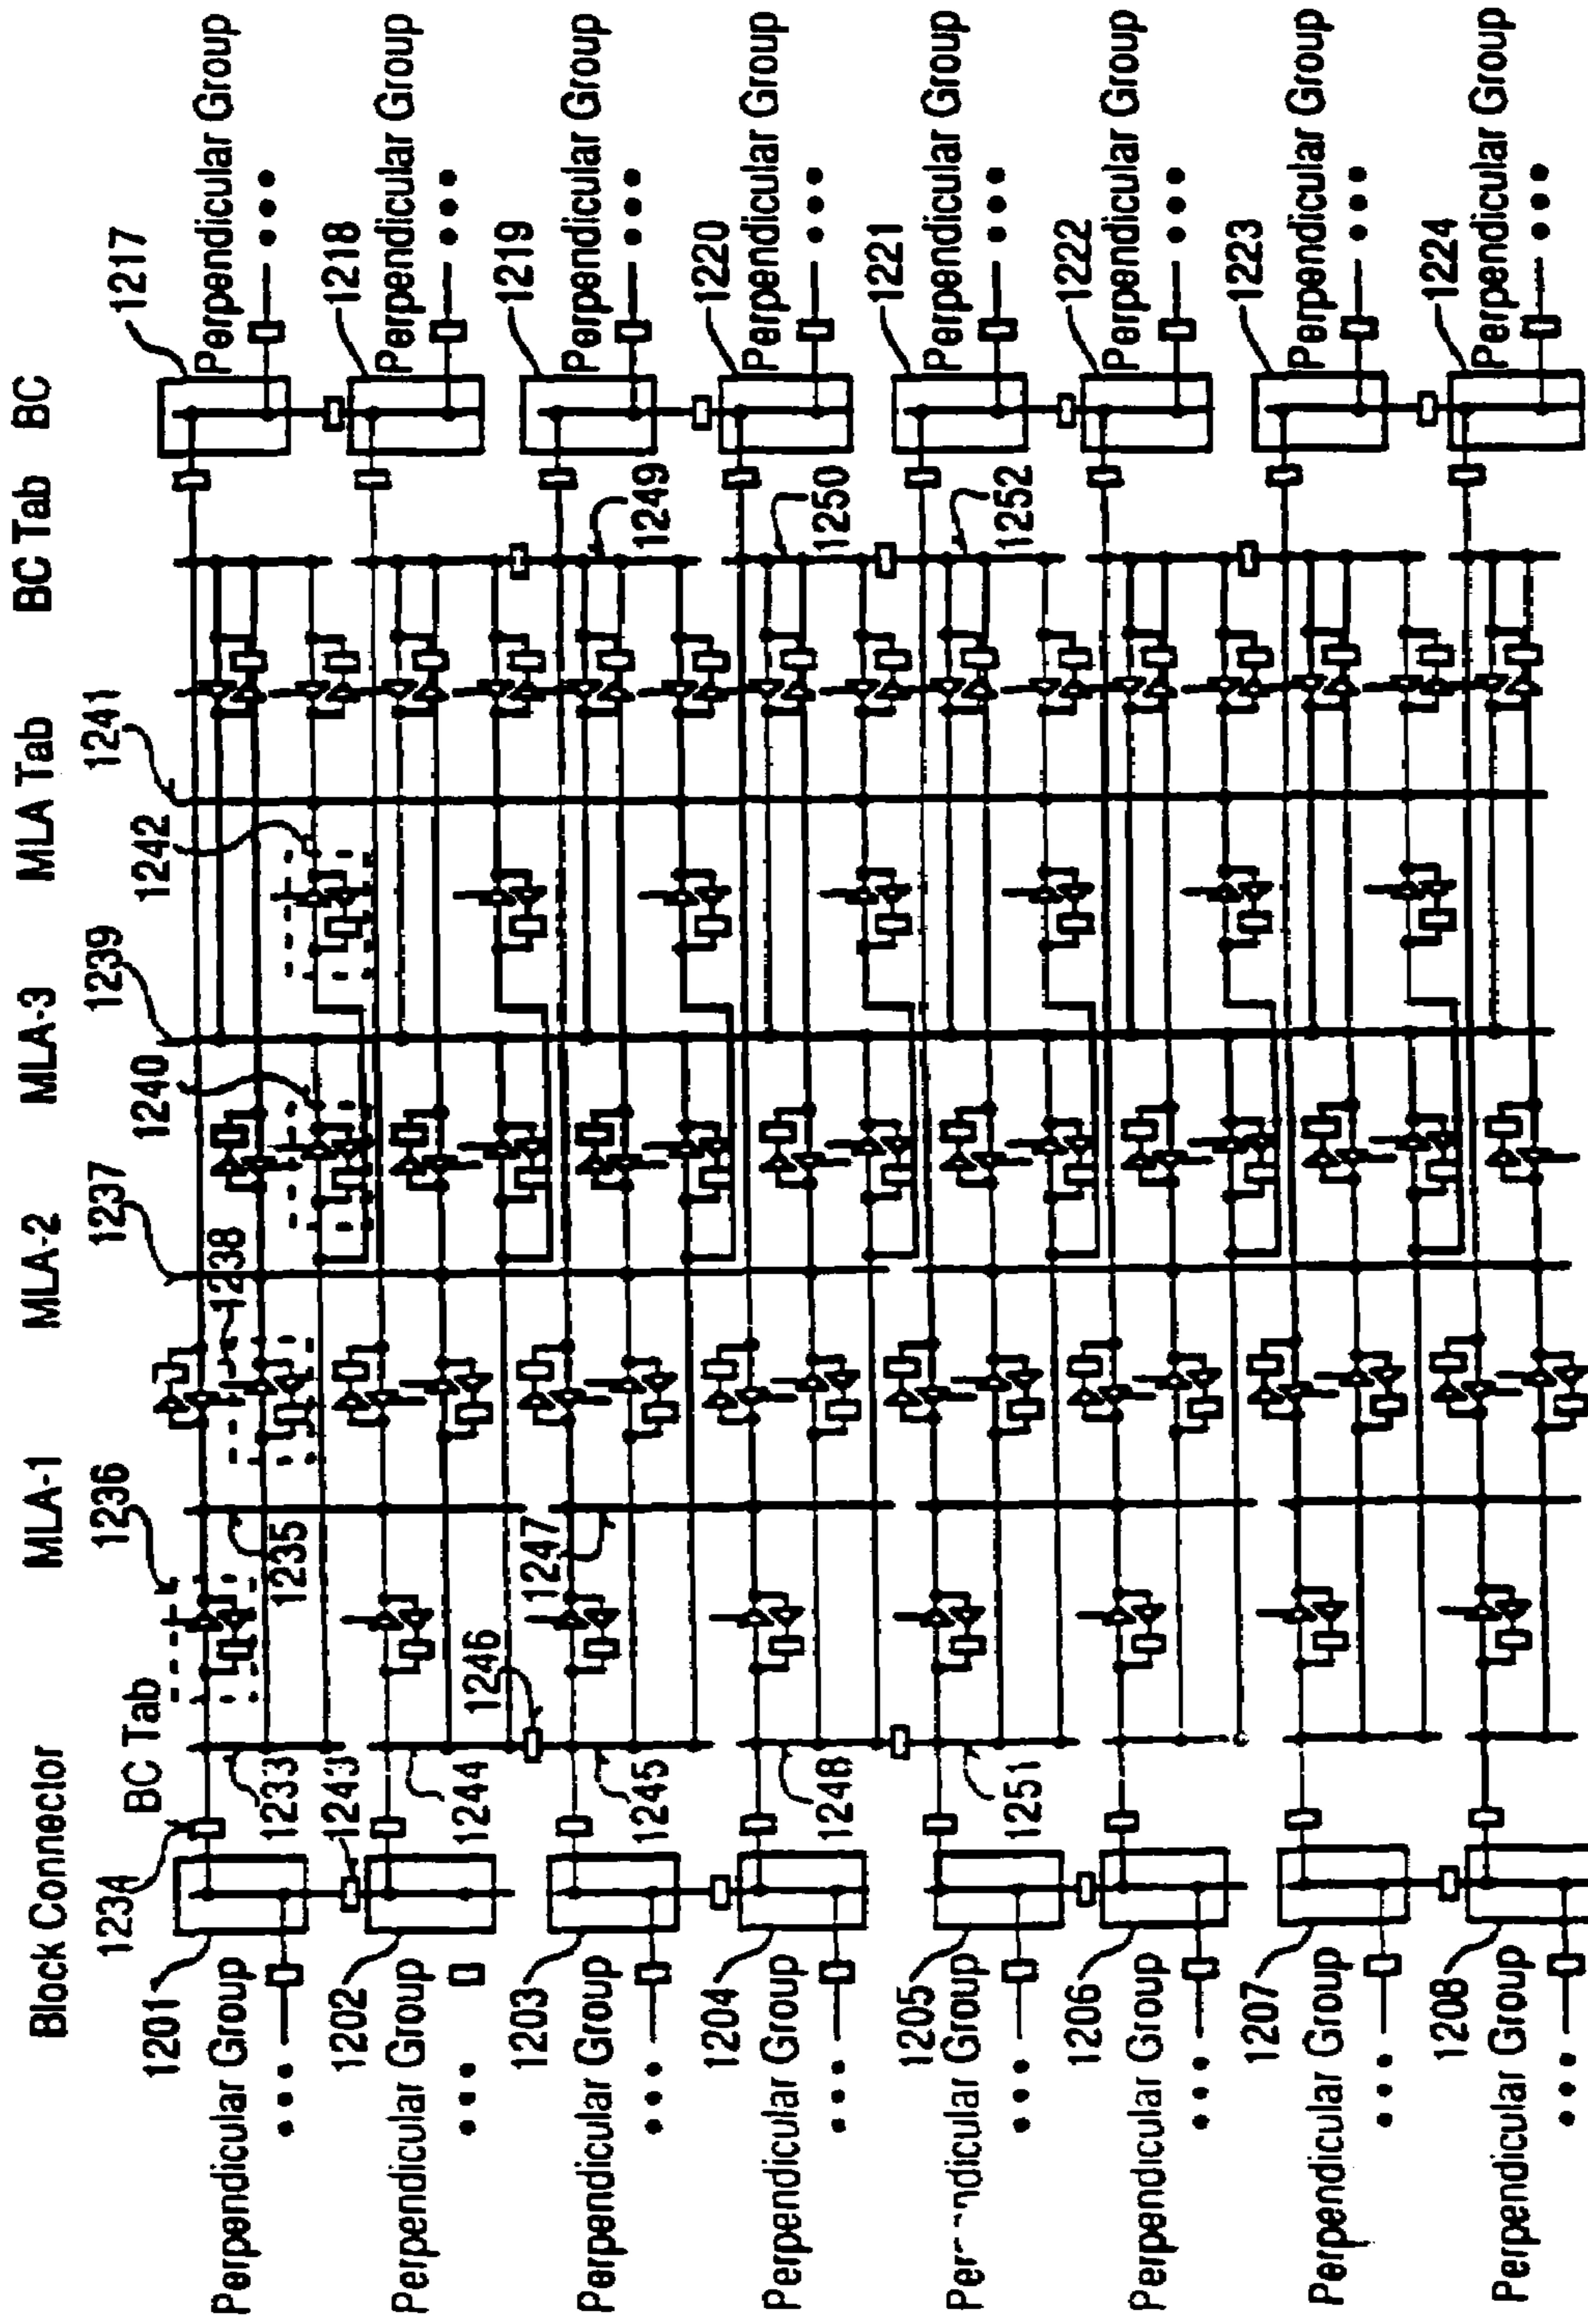 Block Connector
BC Tab
MLA-1
MLA-2
MLA-3
MLA Tab
BC Tab
BC
1234
1236
1237
1239
1241
1201
Perpendicular Group
1233
1235
1238
1240
1242
1217
Perpendicular Group
1243
1202
Perpendicular Group
1244
1218
Perpendicular Group
1246
1247
1203
Perpendicular Group
1245
1249
1219
Perpendicular Group
1204
Perpendicular Group
1248
1250
1220
Perpendicular Group
1205
1251
1252
1221
Perpendicular Group
1206
Perpendicular Group
1222
Perpendicular Group
1207
Perpendicular Group
1223
Perpendicular Group
1208
Perpendicular Group
1224
Perpendicular Group